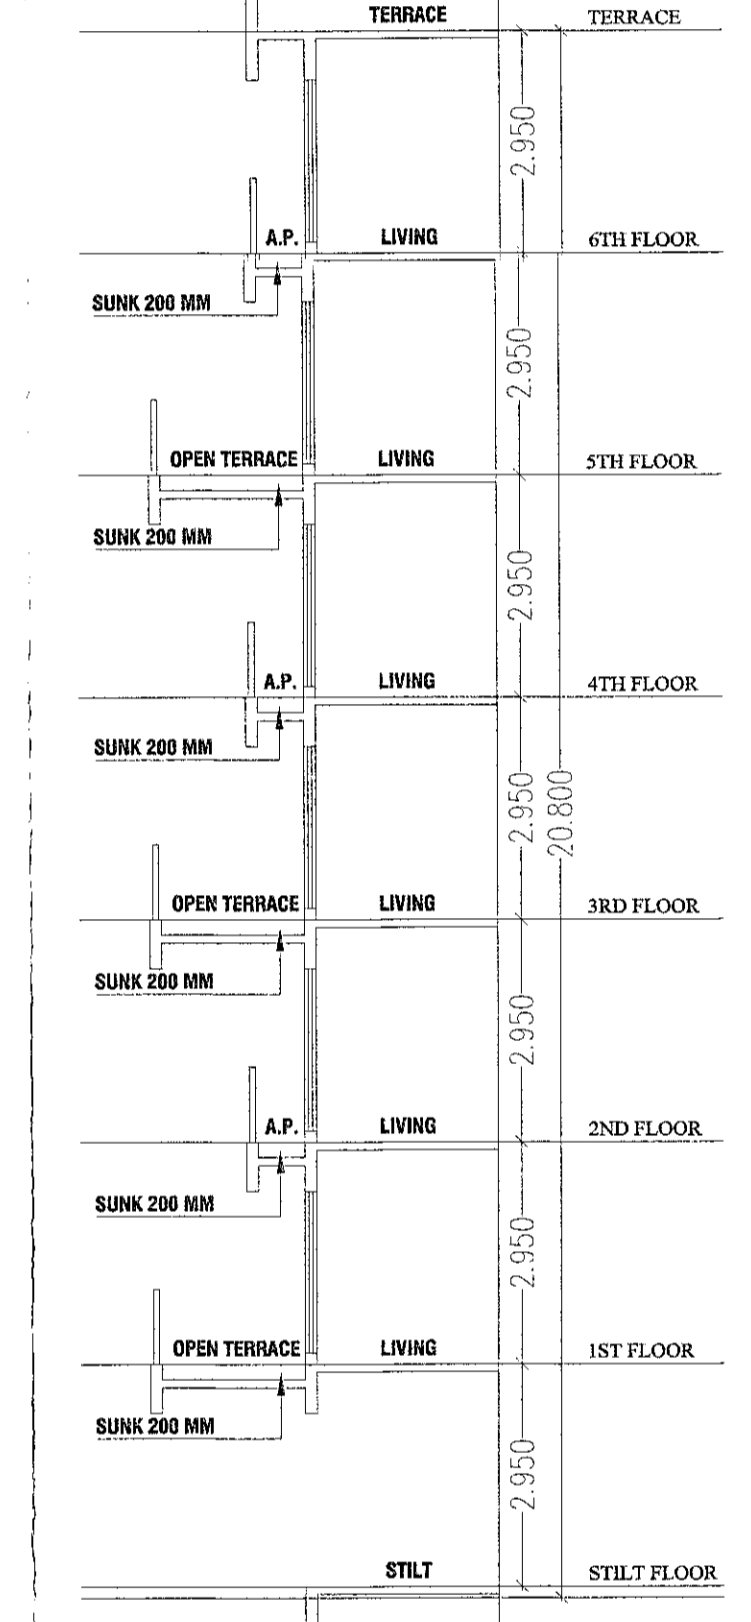 TERRACE TERRACE
2.950
A.P. LIVING 6TH FLOOR
SUNK 200 MM
2.950
OPEN TERRACE LIVING 5TH FLOOR
SUNK 200 MM
2.950
A.P. LIVING 4TH FLOOR
SUNK 200 MM
2.950
20.800
OPEN TERRACE LIVING 3RD FLOOR
SUNK 200 MM
2.950
A.P. LIVING 2ND FLOOR
SUNK 200 MM
2.950
OPEN TERRACE LIVING 1ST FLOOR
SUNK 200 MM
2.950
STILT STILT FLOOR